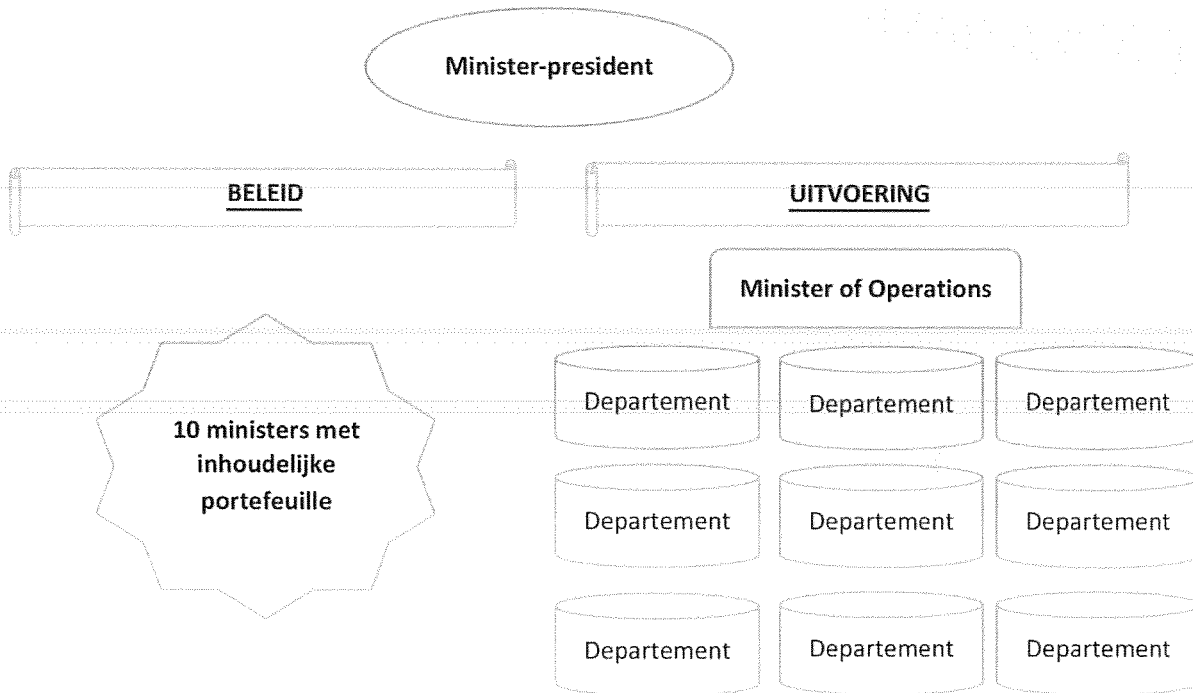 Minister-president
BELEID
UITVOERING
Minister of Operations
10 ministers met
inhoudelijke
portefeuille
Departement
Departement
Departement
Departement
Departement
Departement
Departement
Departement
Departement